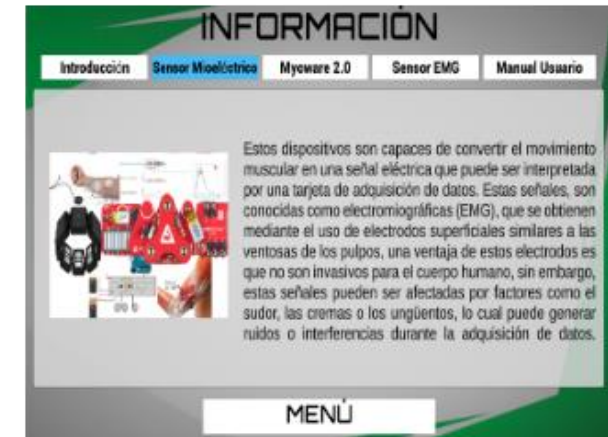 INFORMACIÓN
Introducción
Sensor Mioeléctrico
Myoware 2.0
Sensor EMG
Manual Usuario
Estos dispositivos son capaces de convertir el movimiento
muscular en una señal eléctrica que puede ser interpretada
por una tarjeta de adquisición de datos. Estas señales, son
conocidas como electromiográficas (EMG), que se obtienen
mediante el uso de electrodos superficiales similares a las
ventosas de los pulpos, una ventaja de estos electrodos es
que no son invasivos para el cuerpo humano, sin embargo,
estas señales pueden ser afectadas por factores como el
sudor, las cremas o los ungüentos, lo cual puede generar
ruidos o interferencias durante la adquisición de datos.
MENÚ